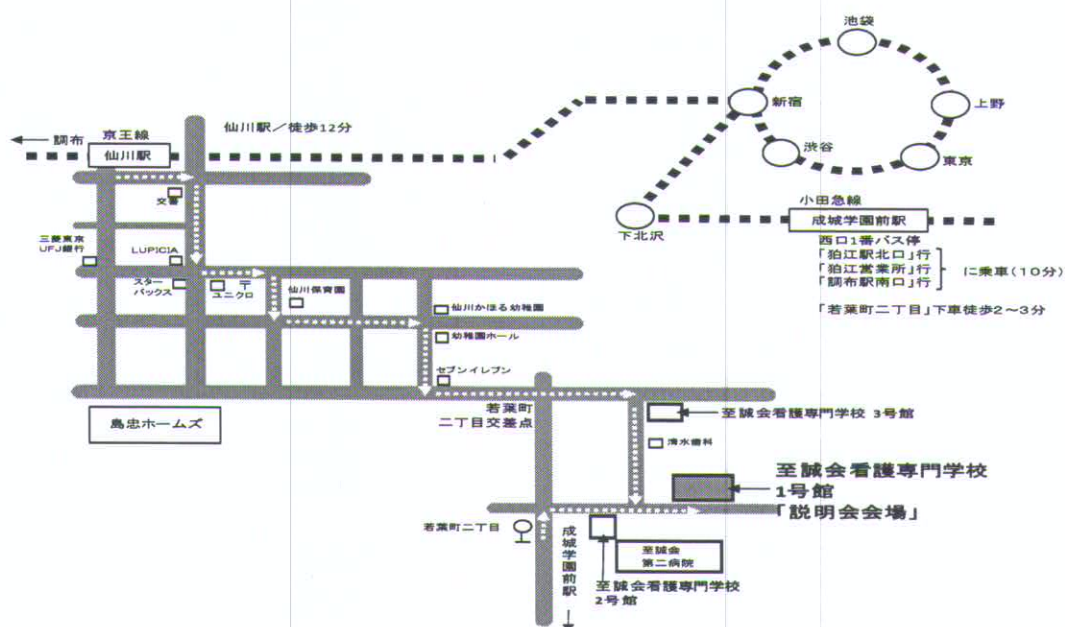 池袋
新宿
上野
渋谷
東京
下北沢
仙川駅／徒歩12分
京王線
調布
仙川駅
小田急線
成城学園前駅
西口1番バス停
「狛江駅北口」行
「狛江営業所」行
「調布駅南口」行
に乗車(10分)
「若葉町二丁目」下車徒歩2～3分
交番
三菱東京
UFJ銀行
LUPICIA
スター
バックス
ユニクロ
〒
仙川保育園
仙川かほる幼稚園
幼稚園ホール
セブンイレブン
島忠ホームズ
若葉町
二丁目交差点
至誠会看護専門学校 3号館
清水歯科
至誠会看護専門学校
1号館
「説明会会場」
若葉町二丁目
成城学園前駅
至誠会
第二病院
至誠会看護専門学校
2号館